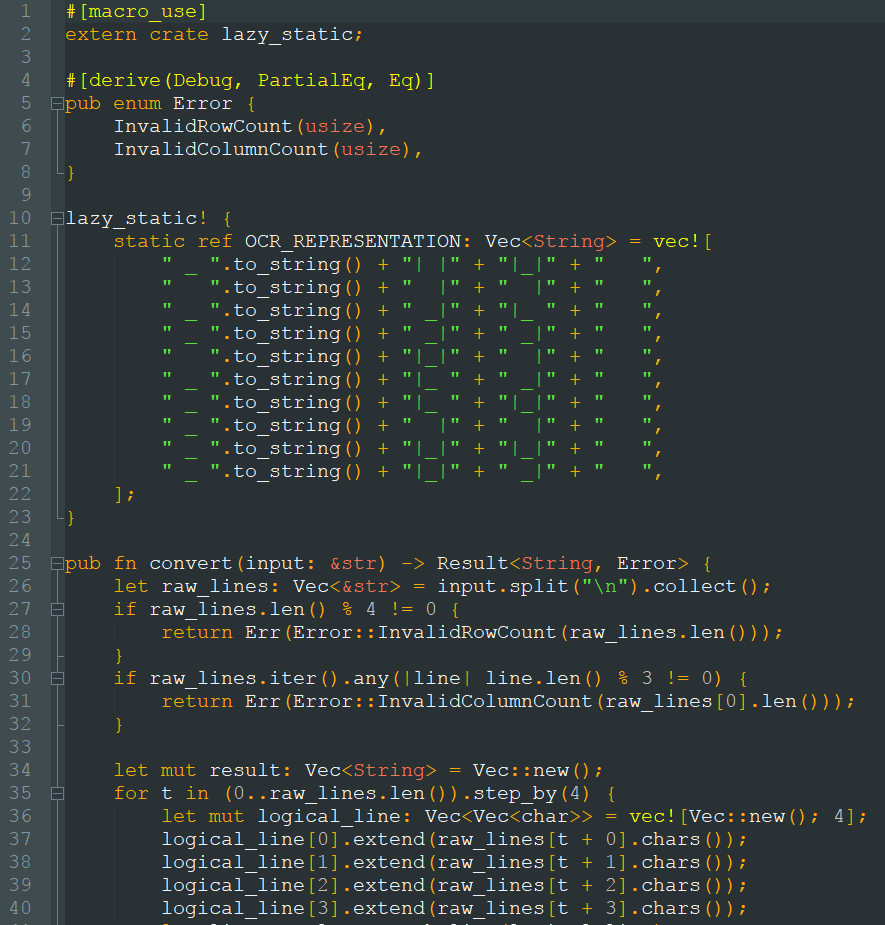 1 #[macro_use]
2 extern crate lazy_static;
3
4 #[derive(Debug, PartialEq, Eq)]
5 pub enum Error {
6     InvalidRowCount(usize),
7     InvalidColumnCount(usize),
8 }
9
10 lazy_static! {
11     static ref OCR_REPRESENTATION: Vec<String> = vec![
12         " _ ".to_string() + "| |" + "|_|" + "   ",
13         "   ".to_string() + "  |" + "  |" + "   ",
14         " _ ".to_string() + " _|" + "|_ " + "   ",
15         " _ ".to_string() + " _|" + " _|" + "   ",
16         "   ".to_string() + "|_|" + "  |" + "   ",
17         " _ ".to_string() + "|_ " + " _|" + "   ",
18         " _ ".to_string() + "|_ " + "|_|" + "   ",
19         " _ ".to_string() + "  |" + "  |" + "   ",
20         " _ ".to_string() + "|_|" + "|_|" + "   ",
21         " _ ".to_string() + "|_|" + " _|" + "   ",
22     ];
23 }
24
25 pub fn convert(input: &str) -> Result<String, Error> {
26     let raw_lines: Vec<&str> = input.split("\n").collect();
27     if raw_lines.len() % 4 != 0 {
28         return Err(Error::InvalidRowCount(raw_lines.len()));
29     }
30     if raw_lines.iter().any(|line| line.len() % 3 != 0) {
31         return Err(Error::InvalidColumnCount(raw_lines[0].len()));
32     }
33
34     let mut result: Vec<String> = Vec::new();
35     for t in (0..raw_lines.len()).step_by(4) {
36         let mut logical_line: Vec<Vec<char>> = vec![Vec::new(); 4];
37         logical_line[0].extend(raw_lines[t + 0].chars());
38         logical_line[1].extend(raw_lines[t + 1].chars());
39         logical_line[2].extend(raw_lines[t + 2].chars());
40         logical_line[3].extend(raw_lines[t + 3].chars());